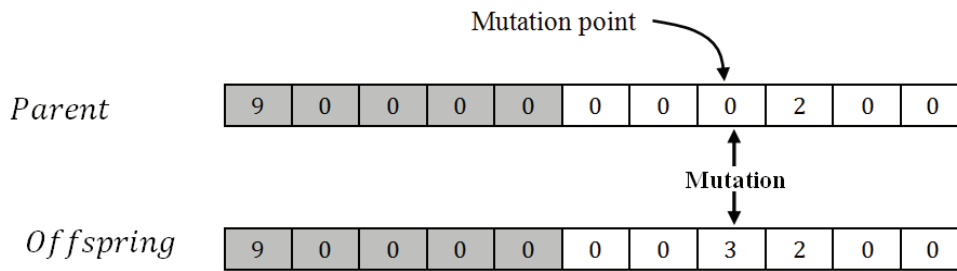 Mutation point
Parent 9 0 0 0 0 0 0 0 2 0 0
Mutation
Offspring 9 0 0 0 0 0 0 3 2 0 0